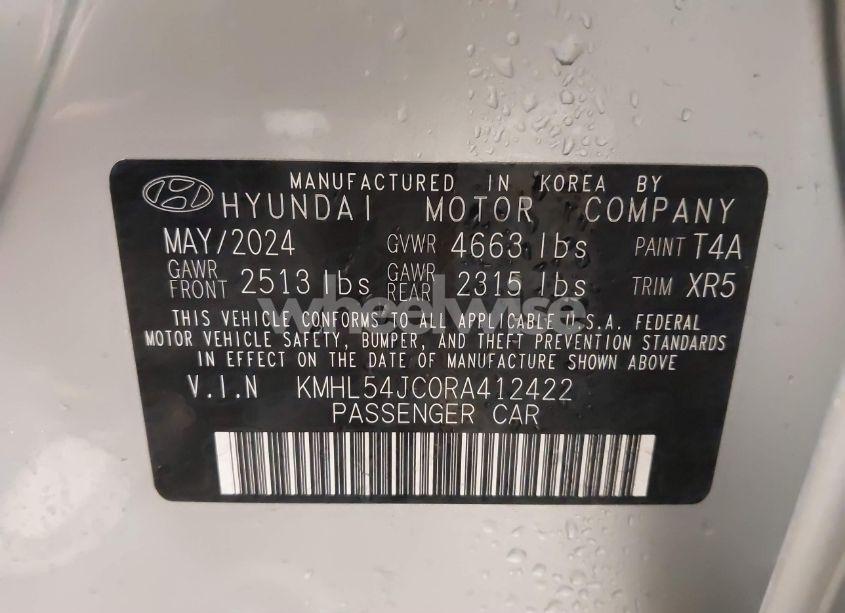 MANUFACTURED IN KOREA BY
HYUNDAI MOTOR COMPANY
MAY/2024 GVWR 4663 lbs PAINT T4A
GAWR FRONT 2513 lbs GAWR REAR 2315 lbs TRIM XR5
wheelwise
THIS VEHICLE CONFORMS TO ALL APPLICABLE U.S.A. FEDERAL
MOTOR VEHICLE SAFETY, BUMPER, AND THEFT PREVENTION STANDARDS
IN EFFECT ON THE DATE OF MANUFACTURE SHOWN ABOVE
V.I.N KMHL54JC0RA412422
PASSENGER CAR